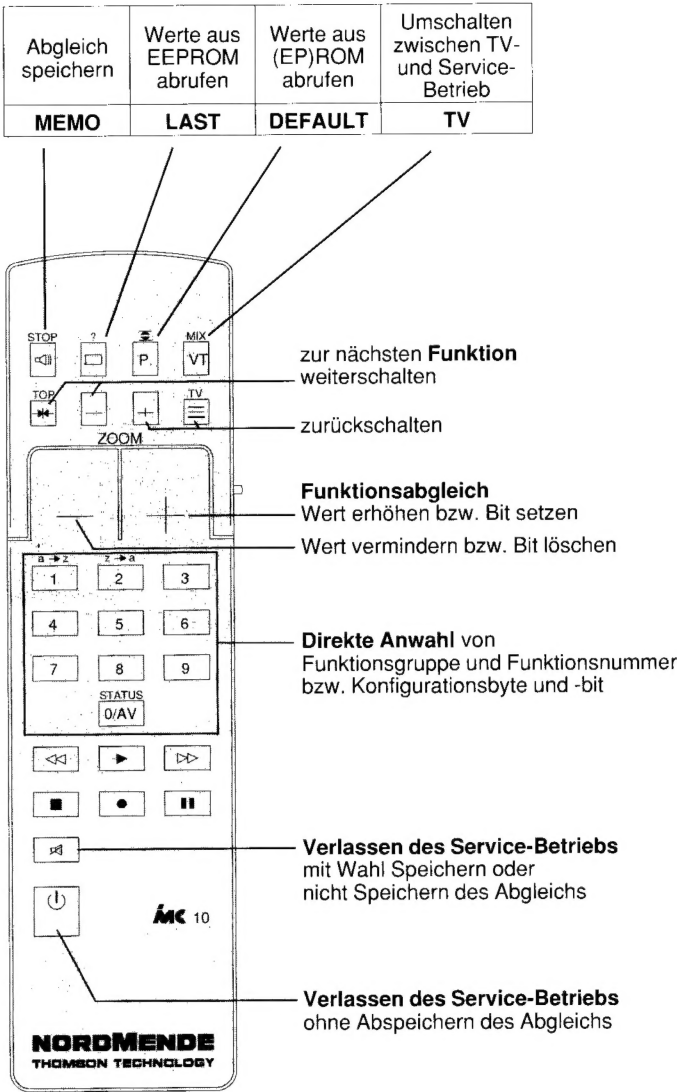 Abgleich
speichern
MEMO
Werte aus
EEPROM
abrufen
LAST
Werte aus
(EP)ROM
abrufen
DEFAULT
Umschalten
zwischen TV-
und Service-
Betrieb
TV
STOP
?
MIX
P.
VT
TOP
TV
ZOOM
zur nächsten Funktion
weiterschalten
zurückschalten
Funktionsabgleich
Wert erhöhen bzw. Bit setzen
Wert vermindern bzw. Bit löschen
a → z
z → a
1 2 3
4 5 6
7 8 9
STATUS
0/AV
Direkte Anwahl von
Funktionsgruppe und Funktionsnummer
bzw. Konfigurationsbyte und -bit
Verlassen des Service-Betriebs
mit Wahl Speichern oder
nicht Speichern des Abgleichs
10
Verlassen des Service-Betriebs
ohne Abspeichern des Abgleichs
NORDMENDE
THOMSON TECHNOLOGY